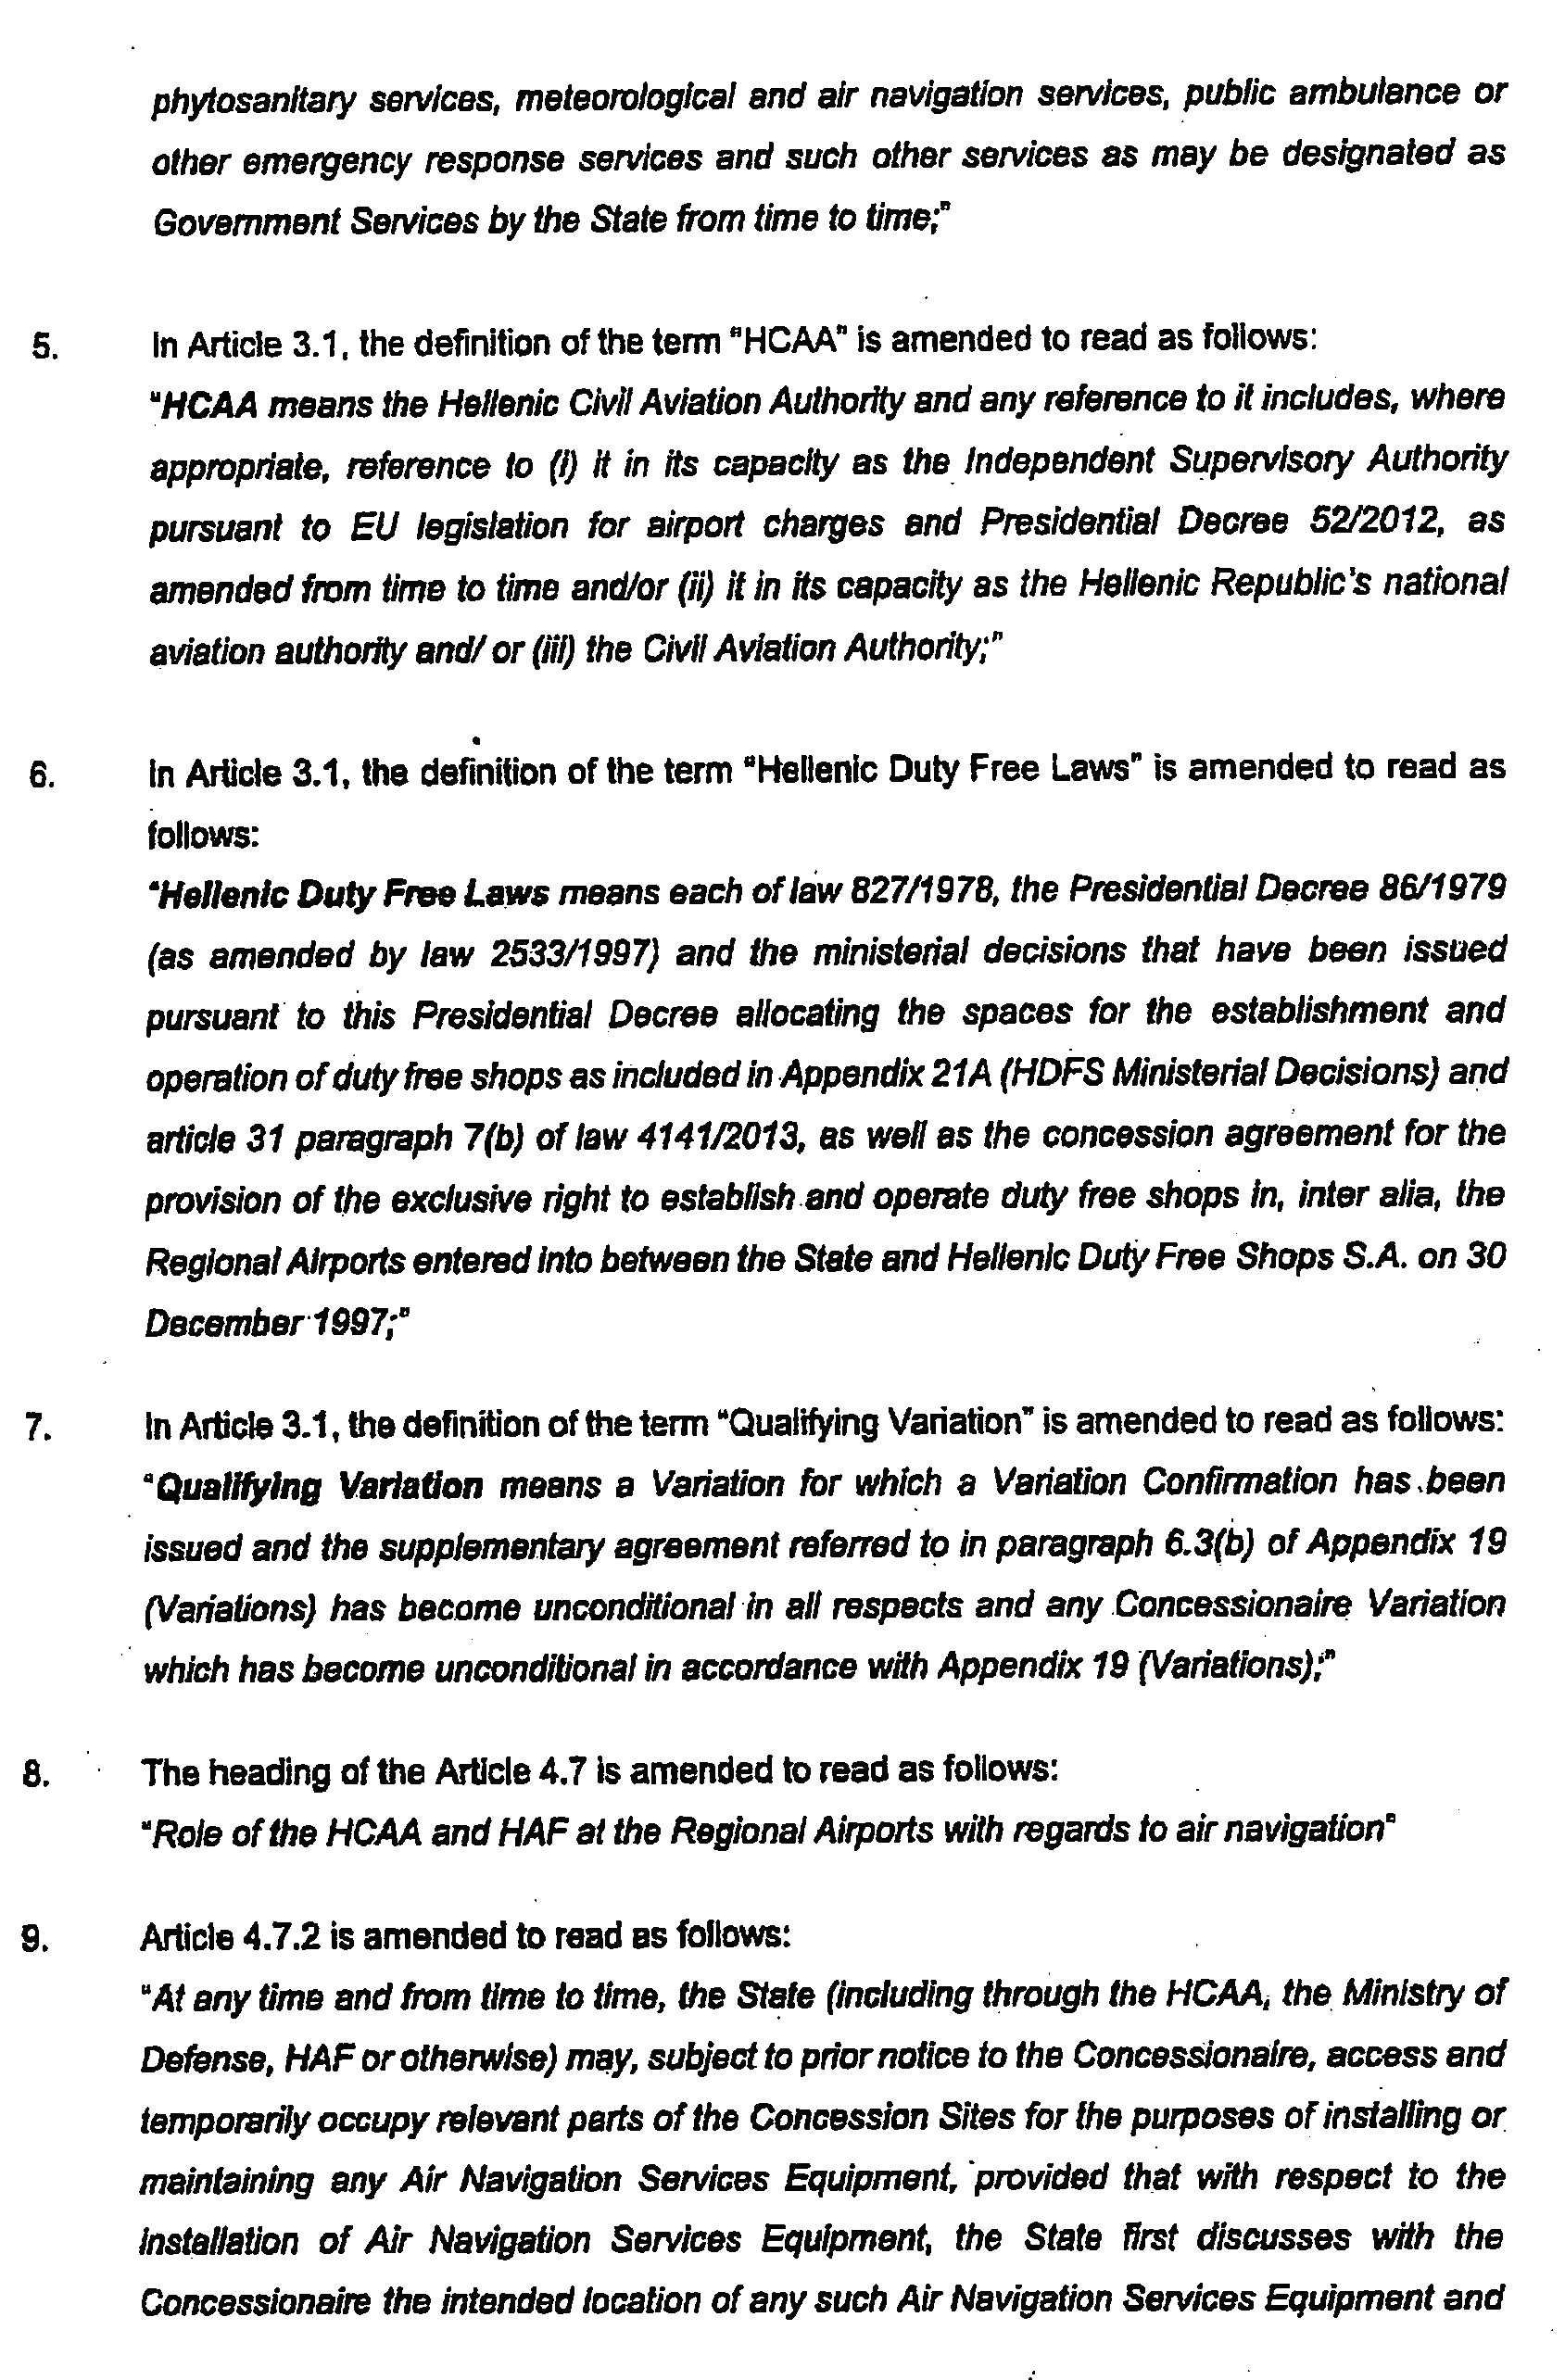 phytosanitary services, meteorological and air navigation services, public ambulance or
other emergency response services and such other services as may be designated as
Government Services by the State from time to time;"
5. In Article 3.1, the definition of the term "HCAA" is amended to read as follows:
"HCAA means the Hellenic Civil Aviation Authority and any reference to it includes, where
appropriate, reference to (i) it in its capacity as the Independent Supervisory Authority
pursuant to EU legislation for airport charges and Presidential Decree 52/2012, as
amended from time to time and/or (ii) it in its capacity as the Hellenic Republic's national
aviation authority and/ or (iii) the Civil Aviation Authority;"
6. In Article 3.1, the definition of the term "Hellenic Duty Free Laws" is amended to read as
follows:
"Hellenic Duty Free Laws means each of law 827/1978, the Presidential Decree 86/1979
(as amended by law 2533/1997) and the ministerial decisions that have been issued
pursuant to this Presidential Decree allocating the spaces for the establishment and
operation of duty free shops as included in Appendix 21A (HDFS Ministerial Decisions) and
article 31 paragraph 7(b) of law 4141/2013, as well as the concession agreement for the
provision of the exclusive right to establish and operate duty free shops in, inter alia, the
Regional Airports entered into between the State and Hellenic Duty Free Shops S.A. on 30
December 1997;"
7. In Article 3.1, the definition of the term "Qualifying Variation" is amended to read as follows:
"Qualifying Variation means a Variation for which a Variation Confirmation has been
issued and the supplementary agreement referred to in paragraph 6.3(b) of Appendix 19
(Variations) has become unconditional in all respects and any Concessionaire Variation
which has become unconditional in accordance with Appendix 19 (Variations);"
8. The heading of the Article 4.7 is amended to read as follows:
"Role of the HCAA and HAF at the Regional Airports with regards to air navigation"
9. Article 4.7.2 is amended to read as follows:
"At any time and from time to time, the State (including through the HCAA, the Ministry of
Defense, HAF or otherwise) may, subject to prior notice to the Concessionaire, access and
temporarily occupy relevant parts of the Concession Sites for the purposes of installing or
maintaining any Air Navigation Services Equipment, provided that with respect to the
installation of Air Navigation Services Equipment, the State first discusses with the
Concessionaire the intended location of any such Air Navigation Services Equipment and